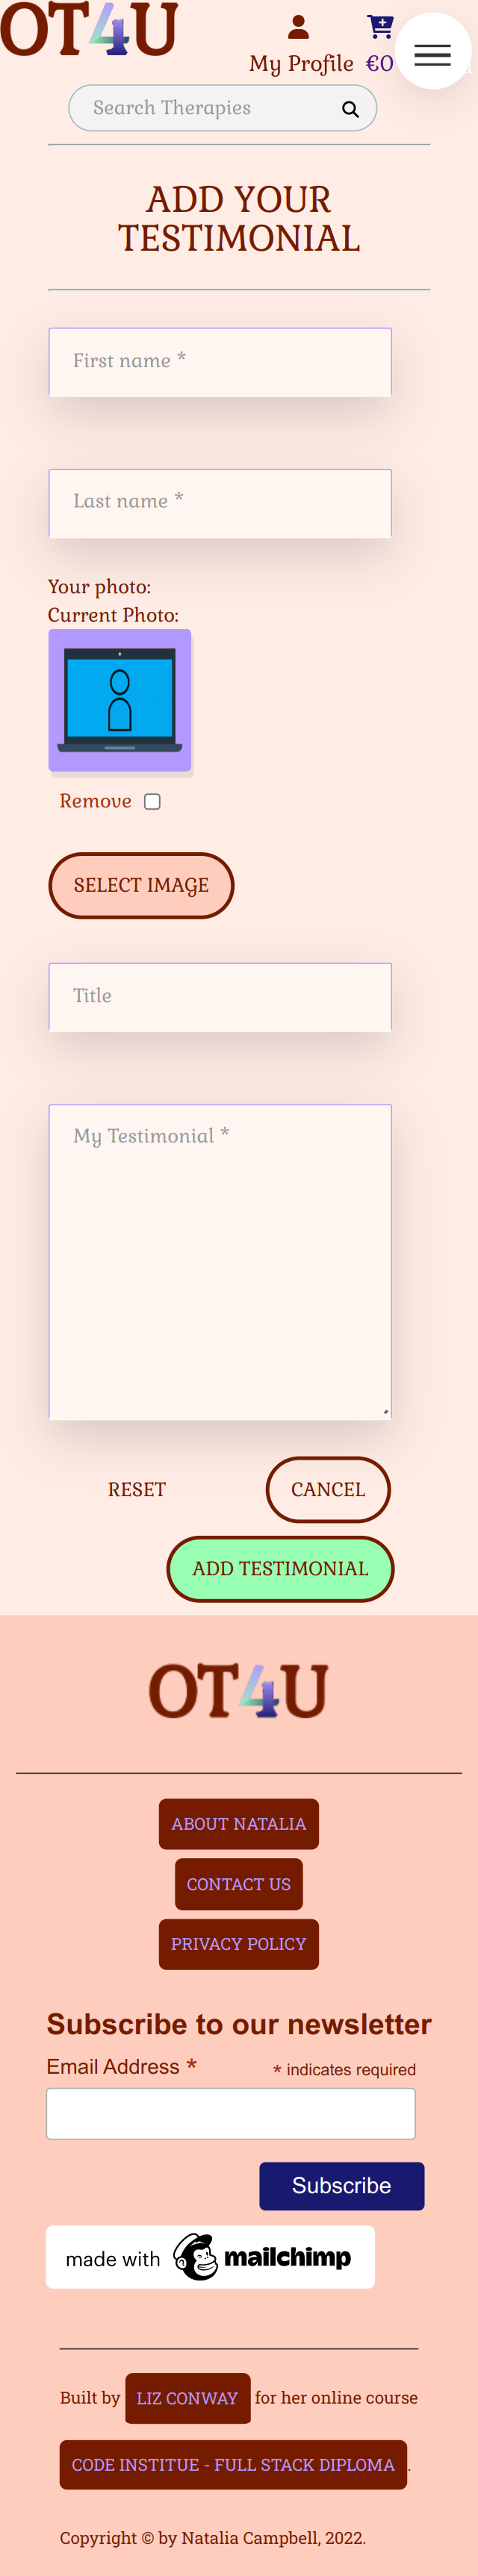 OT4U
My Profile €0
Search Therapies
ADD YOUR
TESTIMONIAL
First name *
Last name *
Your photo:
Current Photo:
Remove
SELECT IMAGE
Title
My Testimonial *
RESET CANCEL
ADD TESTIMONIAL
OT4U
ABOUT NATALIA
CONTACT US
PRIVACY POLICY
Subscribe to our newsletter
Email Address * * indicates required
Subscribe
made with mailchimp
Built by LIZ CONWAY for her online course
CODE INSTITUE - FULL STACK DIPLOMA .
Copyright © by Natalia Campbell, 2022.